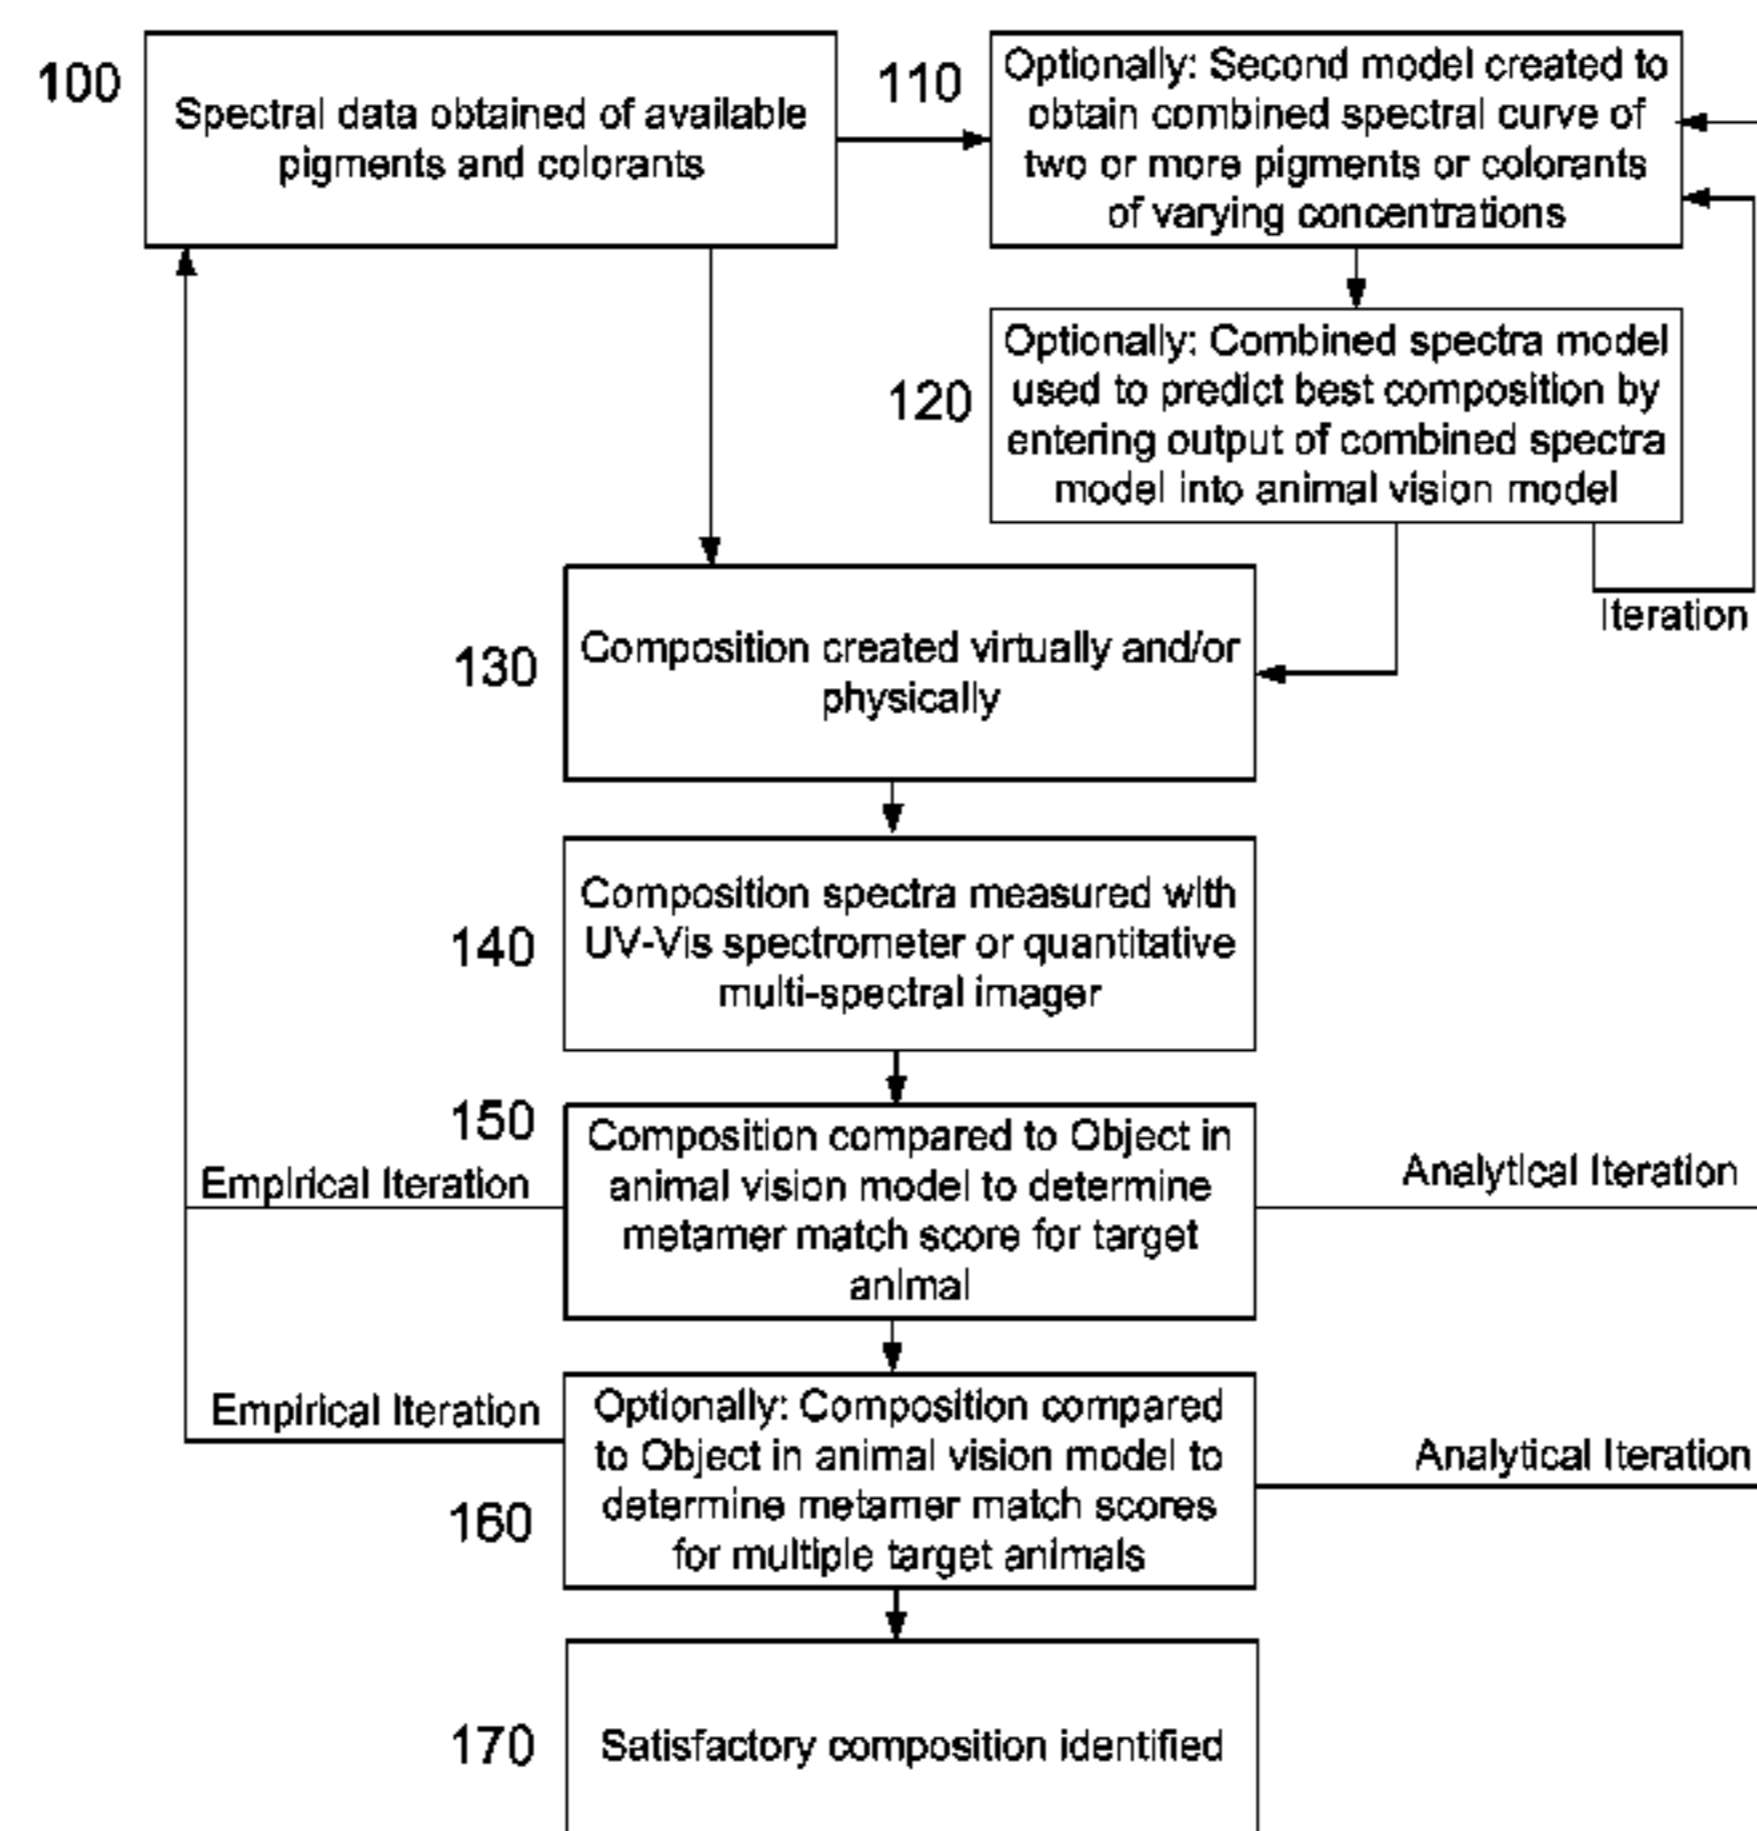 100
Spectral data obtained of available
pigments and colorants
110
Optionally: Second model created to
obtain combined spectral curve of
two or more pigments or colorants
of varying concentrations
120
Optionally: Combined spectra model
used to predict best composition by
entering output of combined spectra
model into animal vision model
Iteration
130
Composition created virtually and/or
physically
140
Composition spectra measured with
UV-Vis spectrometer or quantitative
multi-spectral imager
150
Composition compared to Object in
animal vision model to determine
metamer match score for target
animal
Empirical Iteration
Analytical Iteration
160
Optionally: Composition compared
to Object in animal vision model to
determine metamer match scores
for multiple target animals
Empirical Iteration
Analytical Iteration
170
Satisfactory composition identified